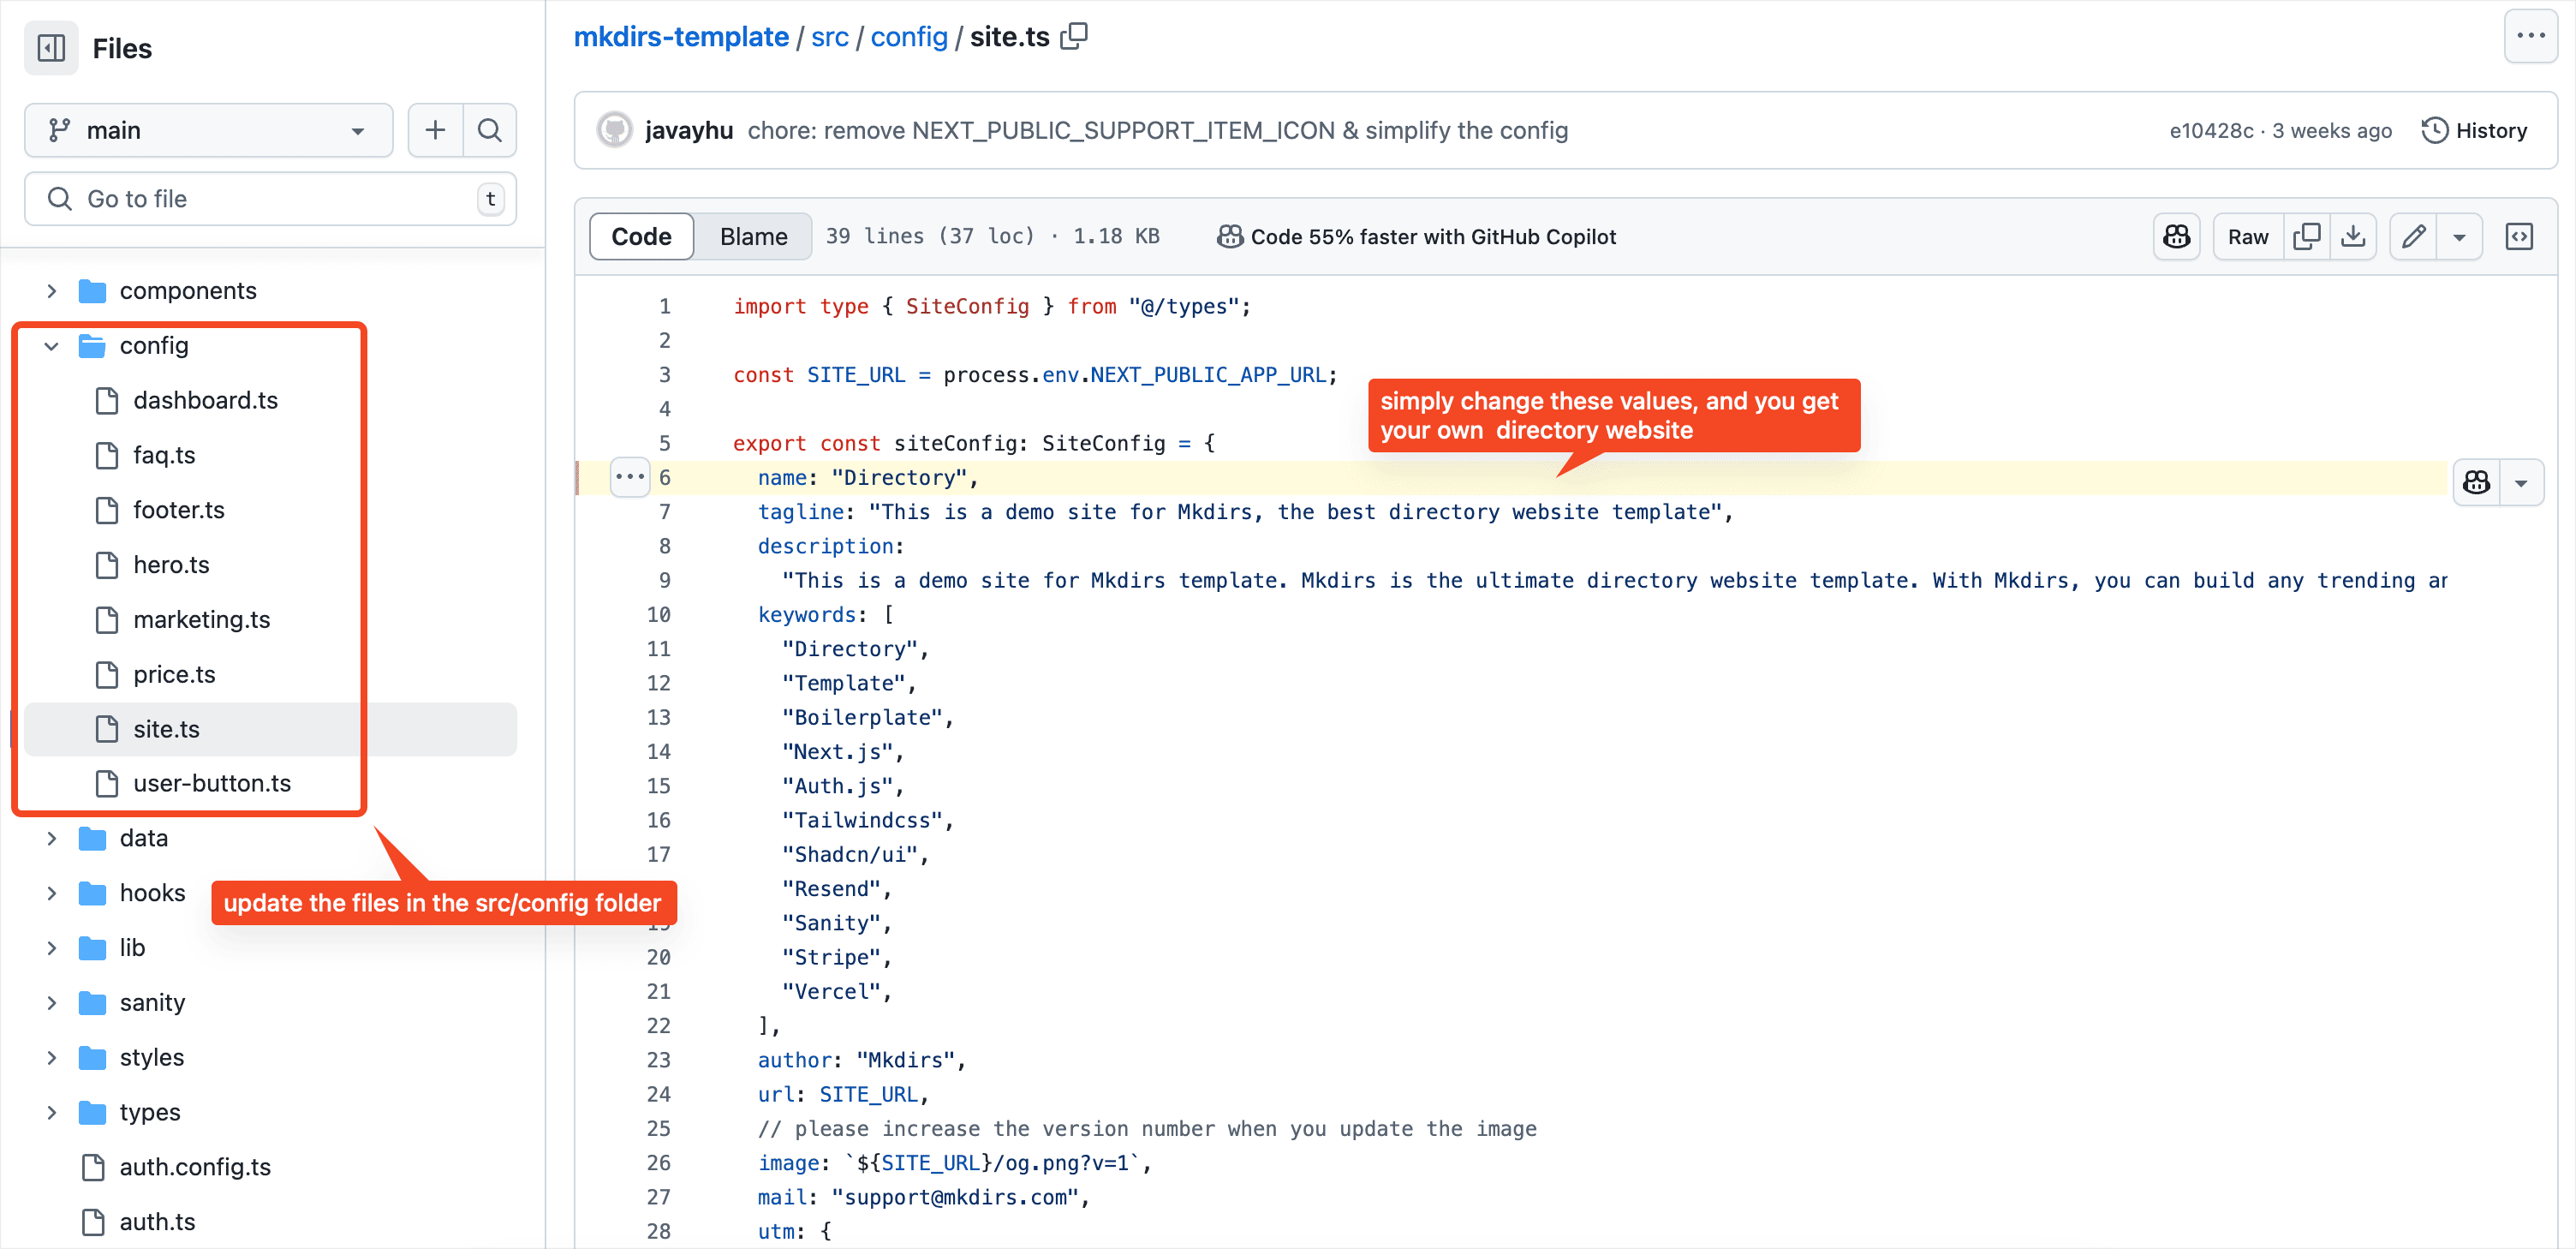 Files
main
Go to file
t
components
config
dashboard.ts
faq.ts
footer.ts
hero.ts
marketing.ts
price.ts
site.ts
user-button.ts
data
hooks
update the files in the src/config folder
lib
sanity
styles
types
auth.config.ts
auth.ts
mkdirs-template / src / config / site.ts
javayhu chore: remove NEXT_PUBLIC_SUPPORT_ITEM_ICON & simplify the config
e10428c · 3 weeks ago History
Code Blame 39 lines (37 loc) · 1.18 KB Code 55% faster with GitHub Copilot Raw
1 import type { SiteConfig } from "@/types";
2
3 const SITE_URL = process.env.NEXT_PUBLIC_APP_URL;
4
simply change these values, and you get
your own directory website
5 export const siteConfig: SiteConfig = {
6 name: "Directory",
7 tagline: "This is a demo site for Mkdirs, the best directory website template",
8 description:
9 "This is a demo site for Mkdirs template. Mkdirs is the ultimate directory website template. With Mkdirs, you can build any trending
10 keywords: [
11 "Directory",
12 "Template",
13 "Boilerplate",
14 "Next.js",
15 "Auth.js",
16 "Tailwindcss",
17 "Shadcn/ui",
"Resend",
"Sanity",
20 "Stripe",
21 "Vercel",
22 ],
23 author: "Mkdirs",
24 url: SITE_URL,
25 // please increase the version number when you update the image
26 image: `${SITE_URL}/og.png?v=1`,
27 mail: "support@mkdirs.com",
28 utm: {